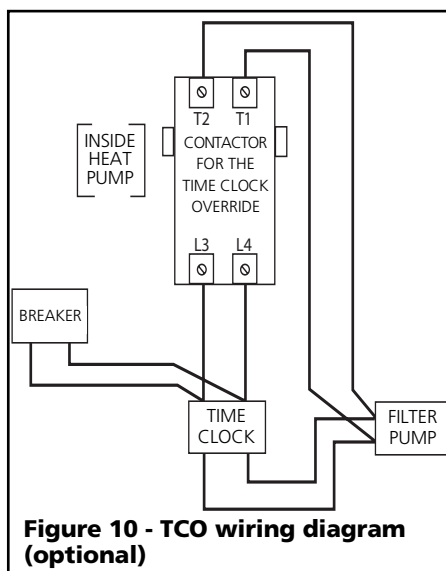 T2 T1
INSIDE
HEAT
PUMP
CONTACTOR
FOR THE
TIME CLOCK
OVERRIDE
L3 L4
BREAKER
TIME
CLOCK
FILTER
PUMP
Figure 10 - TCO wiring diagram
(optional)